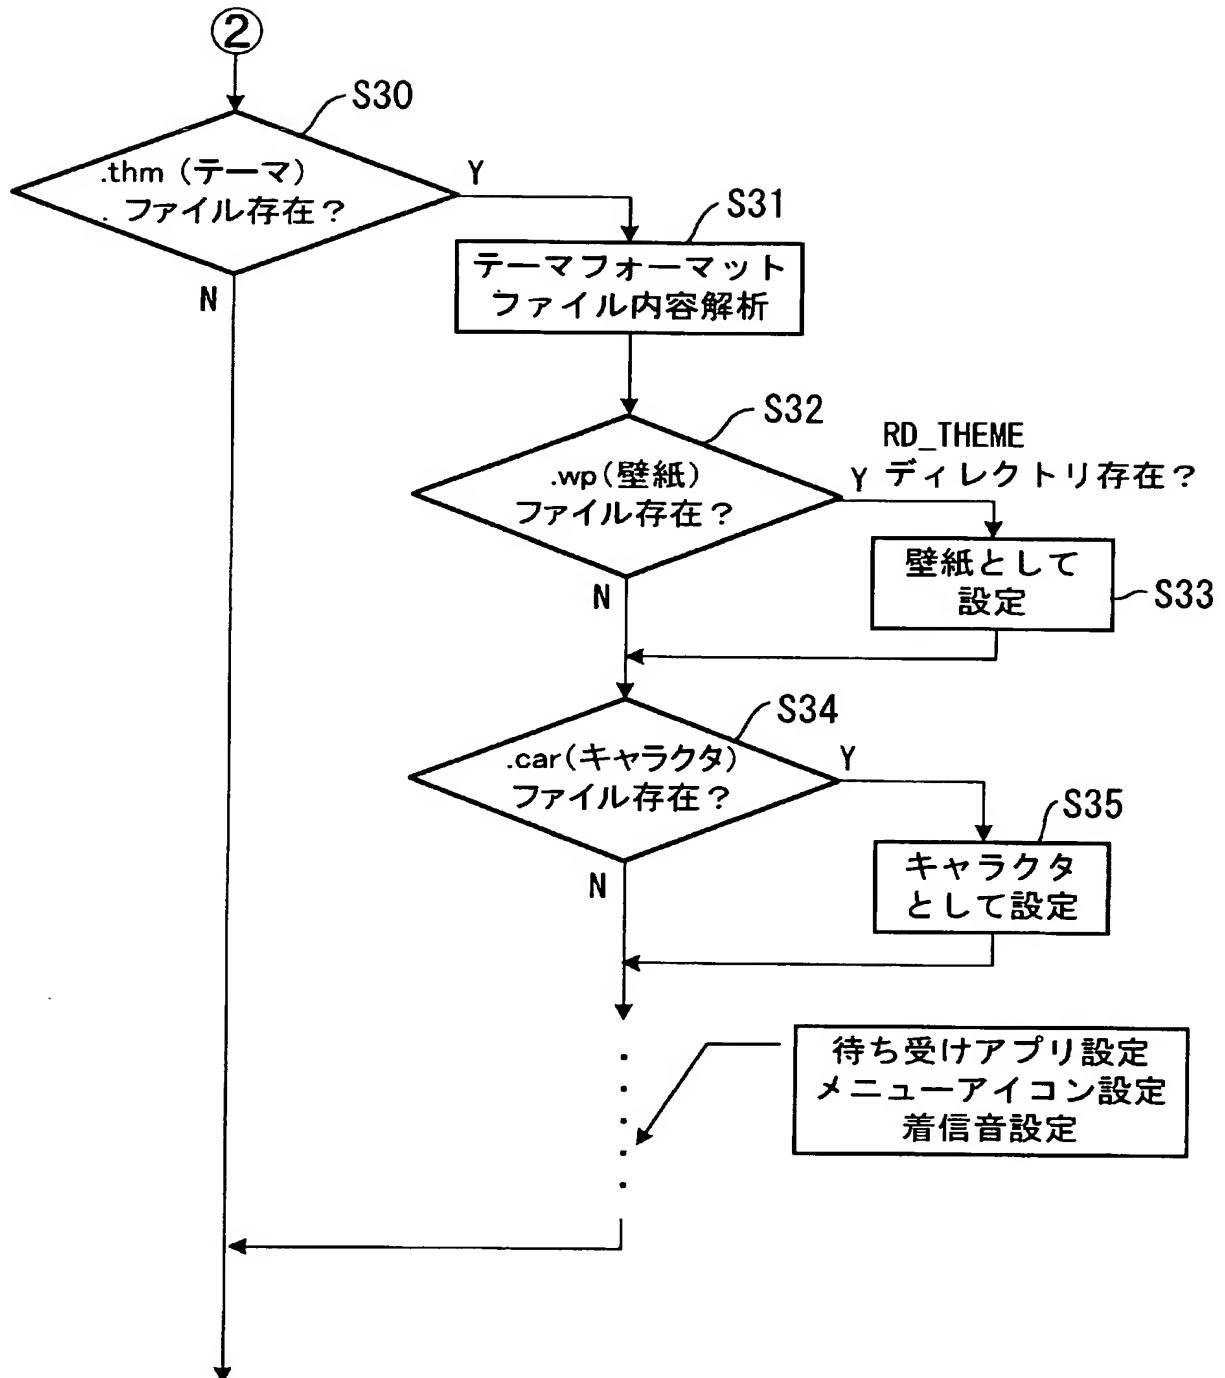 ②
S30
.thm（テーマ）
ファイル存在？
Y
N
S31
テーマフォーマット
ファイル内容解析
S32
.wp（壁紙）
ファイル存在？
RD_THEME
Y ディレクトリ存在？
N
壁紙として
設定
S33
S34
.car（キャラクタ）
ファイル存在？
Y
N
S35
キャラクタ
として設定
待ち受けアプリ設定
メニューアイコン設定
着信音設定